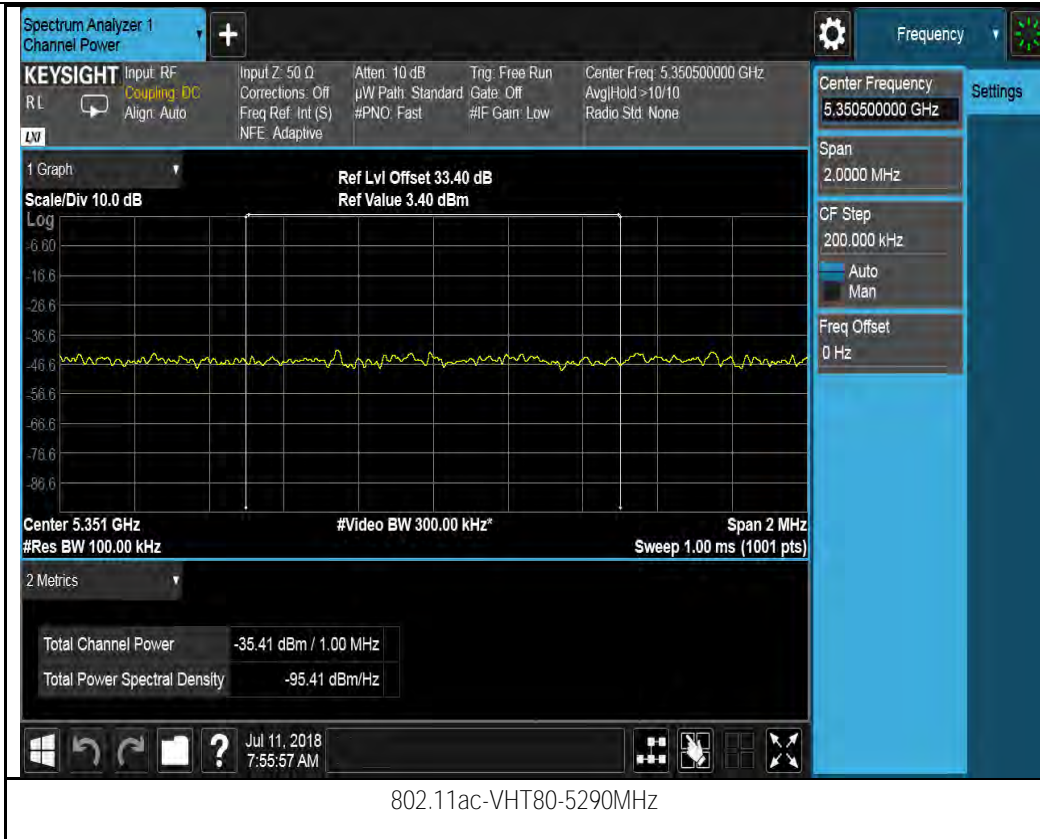 Spectrum Analyzer 1
Channel Power
Frequency
KEYSIGHT
R L
LXI
Input: RF
Coupling: DC
Align: Auto
Input Z: 50 Ω
Corrections: Off
Freq Ref: Int (S)
NFE: Adaptive
Atten: 10 dB
µW Path: Standard
#PNO: Fast
Trig: Free Run
Gate: Off
#IF Gain: Low
Center Freq: 5.350500000 GHz
Avg|Hold:>10/10
Radio Std: None
Center Frequency
5.350500000 GHz
Settings
Span
2.0000 MHz
CF Step
200.000 kHz
Auto
Man
Freq Offset
0 Hz
1 Graph
Ref Lvl Offset 33.40 dB
Scale/Div 10.0 dB
Ref Value 3.40 dBm
Log
-6.60
-16.6
-26.6
-36.6
-46.6
-56.6
-66.6
-76.6
-86.6
Center 5.351 GHz
#Video BW 300.00 kHz*
Span 2 MHz
#Res BW 100.00 kHz
Sweep 1.00 ms (1001 pts)
2 Metrics
Total Channel Power
-35.41 dBm / 1.00 MHz
Total Power Spectral Density
-95.41 dBm/Hz
?
Jul 11, 2018
7:55:57 AM
802.11ac-VHT80-5290MHz